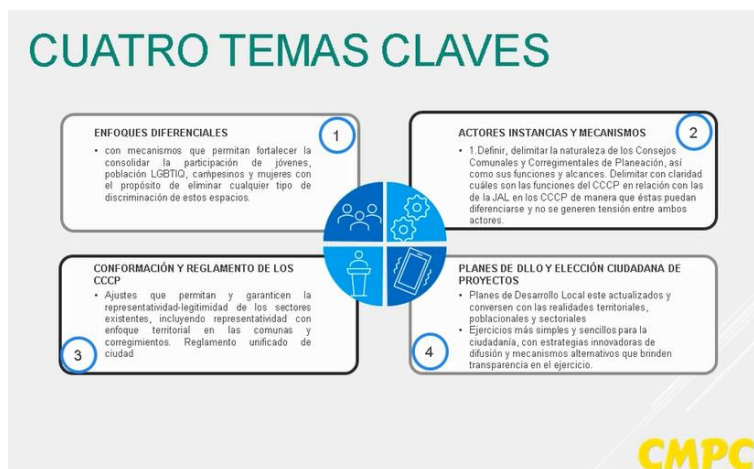 CUATRO TEMAS CLAVES
ENFOQUES DIFERENCIALES
1
• con mecanismos que permitan fortalecer la
consolidar la participación de jóvenes,
población LGBTIQ, campesinos y mujeres con
el propósito de eliminar cualquier tipo de
discriminación de estos espacios.
ACTORES INSTANCIAS Y MECANISMOS
2
• 1.Definir, delimitar la naturaleza de los Consejos
Comunales y Corregimentales de Planeación, así
como sus funciones y alcances. Delimitar con claridad
cuáles son las funciones del CCCP en relación con las
de la JAL en los CCCP de manera que éstas puedan
diferenciarse y no se generen tensión entre ambos
actores.
CONFORMACIÓN Y REGLAMENTO DE LOS
CCCP
• Ajustes que permitan y garanticen la
representatividad-legitimidad de los sectores
existentes, incluyendo representatividad con
enfoque territorial en las comunas y
corregimientos. Reglamento unificado de
ciudad
3
PLANES DE DLLO Y ELECCIÓN CIUDADANA DE
PROYECTOS
• Planes de Desarrollo Local este actualizados y
conversen con las realidades territoriales,
poblacionales y sectoriales
• Ejercicios más simples y sencillos para la
ciudadanía, con estrategias innovadoras de
difusión y mecanismos alternativos que brinden
transparencia en el ejercicio.
4
CMPC